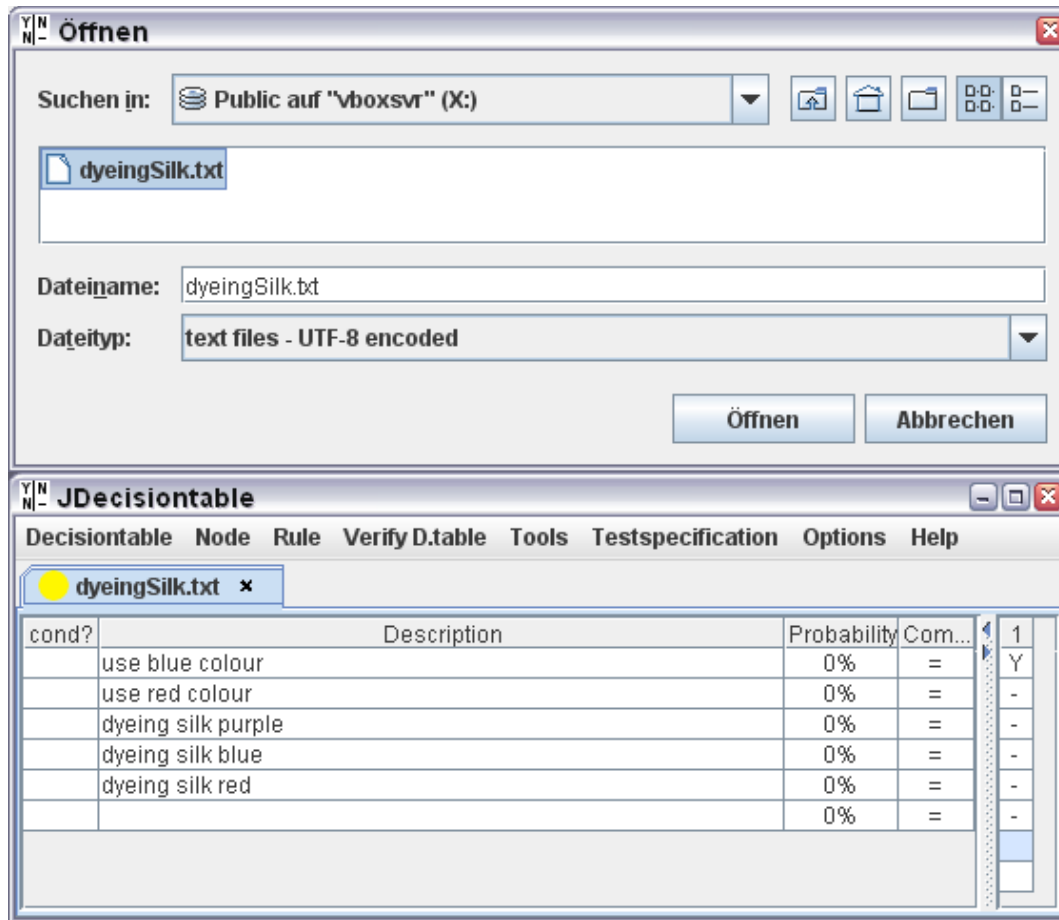 Öffnen
Suchen in: Public auf "vboxsvr" (X:)
dyeingSilk.txt
Dateiname: dyeingSilk.txt
Dateityp: text files - UTF-8 encoded
Öffnen Abbrechen
JDecisiontable
Decisiontable Node Rule Verify D.table Tools Testspecification Options Help
dyeingSilk.txt
cond? Description Probability Com... 1
use blue colour 0% = Y
use red colour 0% = -
dyeing silk purple 0% = -
dyeing silk blue 0% = -
dyeing silk red 0% = -
0% = -